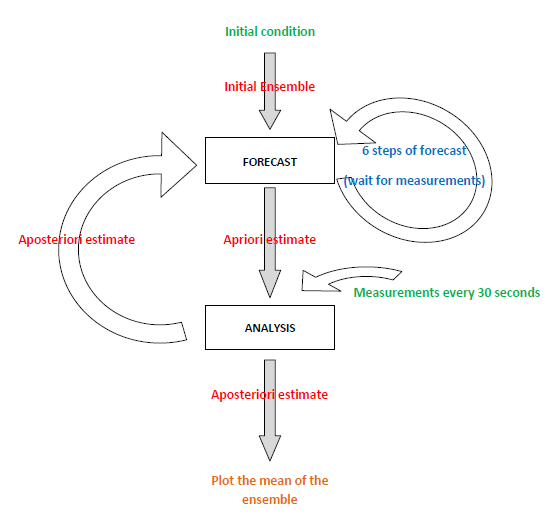 Initial condition
Initial Ensemble
FORECAST
6 steps of forecast
(wait for measurements)
Aposteriori estimate
Apriori estimate
Measurements every 30 seconds
ANALYSIS
Aposteriori estimate
Plot the mean of the
ensemble